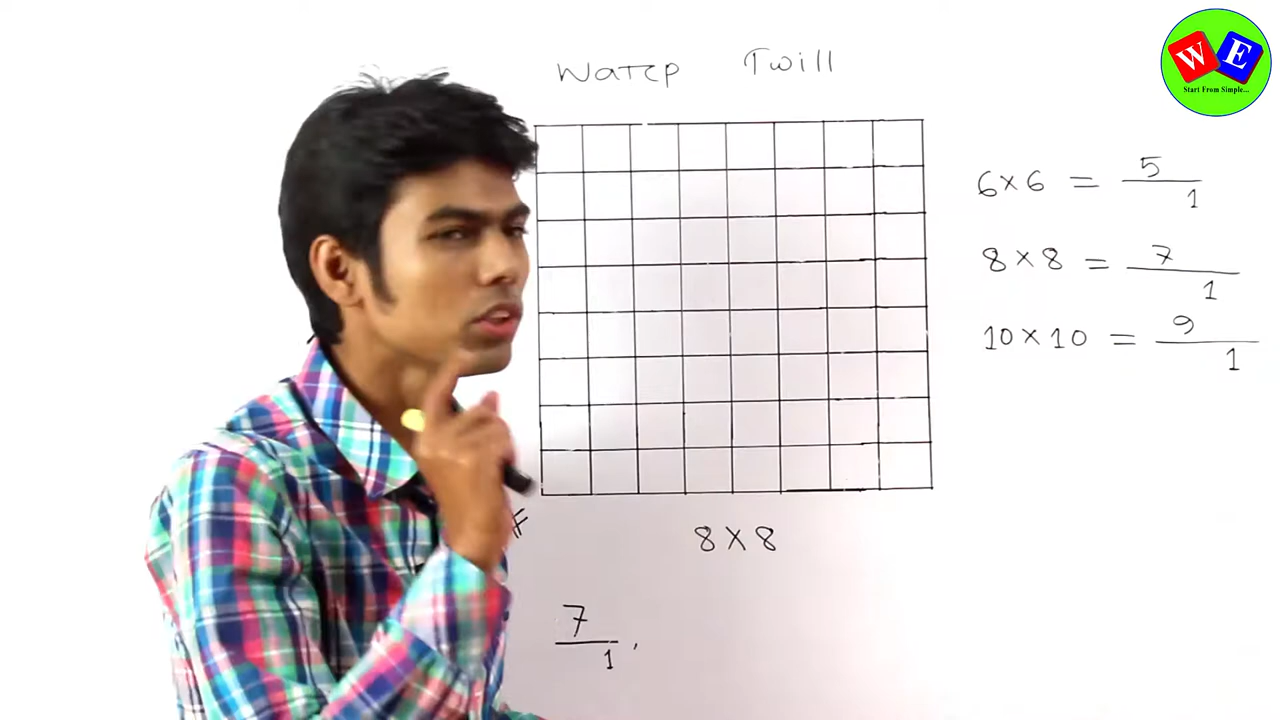 Warep Twill
W E
Start From Simple...
6×6 = 5/1
8×8 = 7/1
10×10 = 9/1
8×8
7/1,